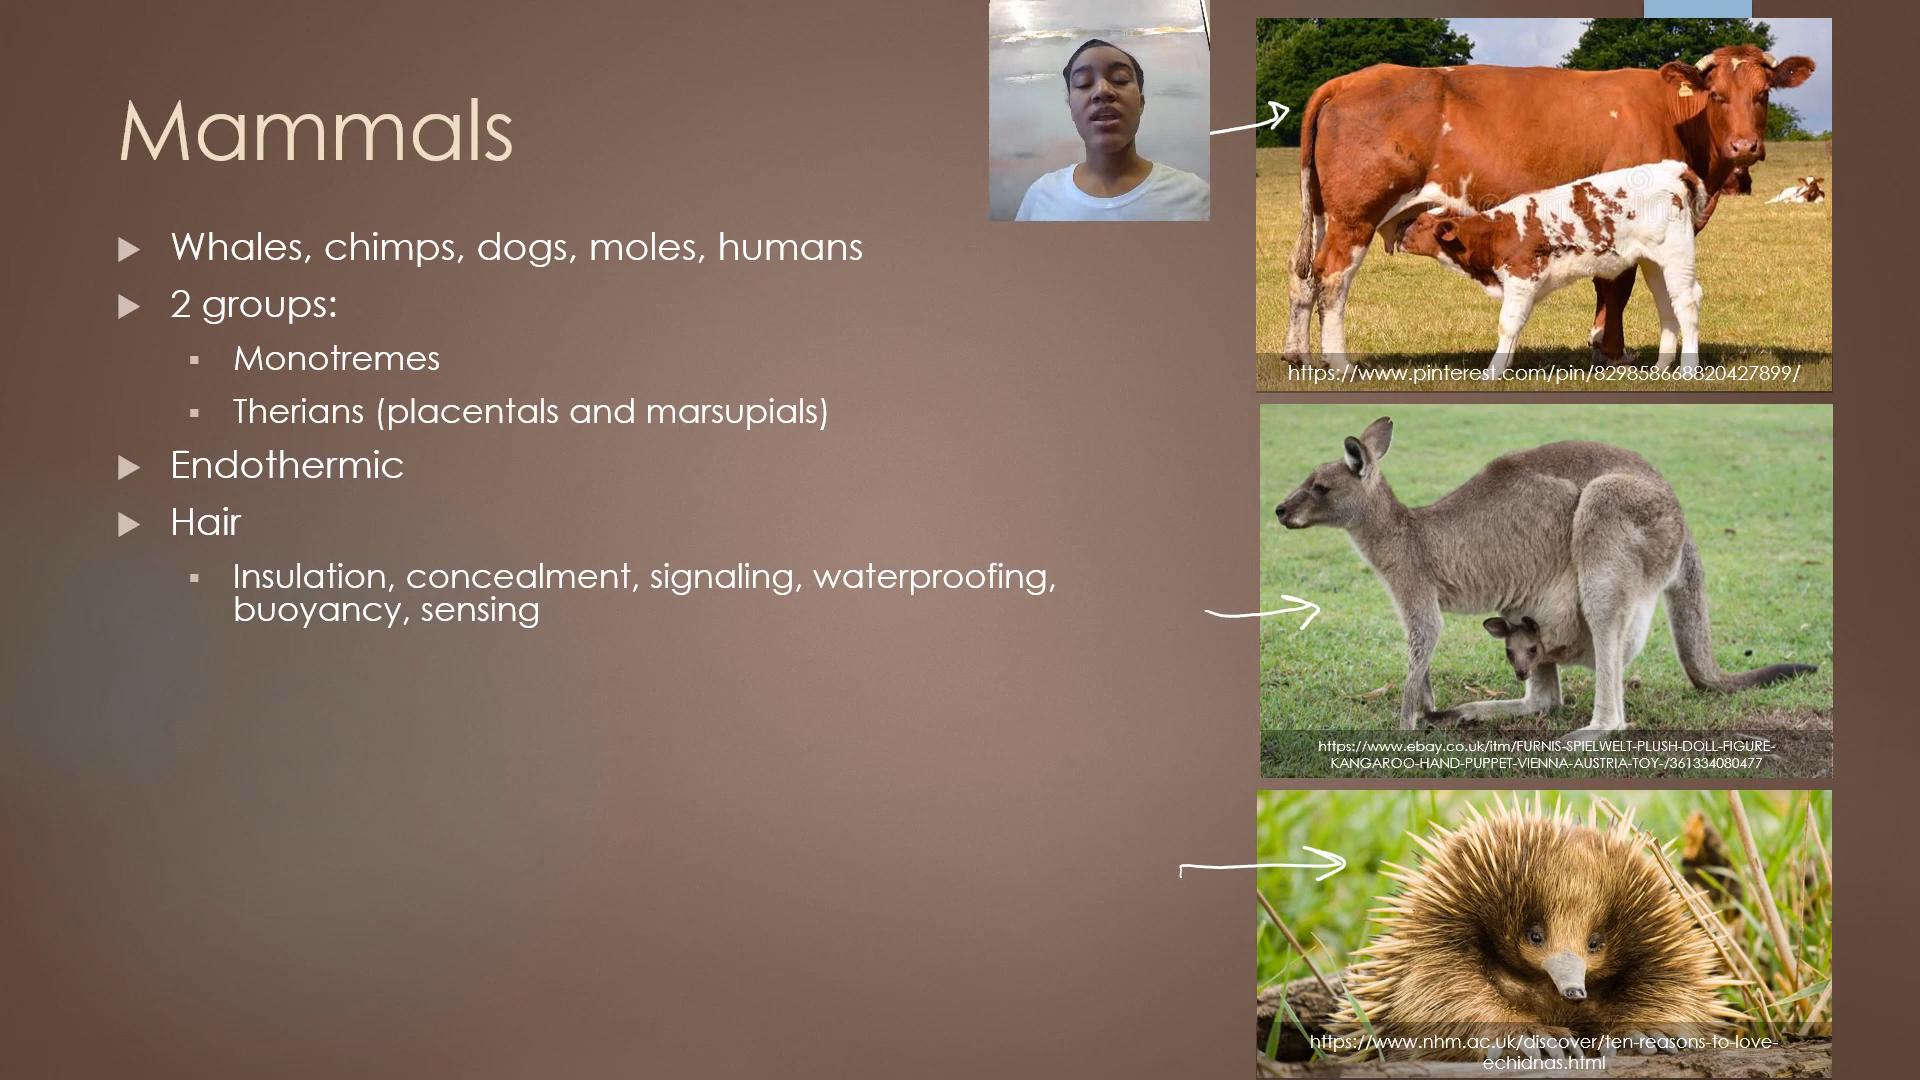 Mammals
Whales, chimps, dogs, moles, humans
2 groups:
Monotremes
Therians (placentals and marsupials)
Endothermic
Hair
Insulation, concealment, signaling, waterproofing,
buoyancy, sensing
https://www.pinterest.com/pin/829858668820427899/
https://www.ebay.co.uk/itm/FURNIS-SPIELWELT-PLUSH-DOLL-FIGURE-
KANGAROO-HAND-PUPPET-VIENNA-AUSTRIA-TOY-/361334080477
https://www.nhm.ac.uk/discover/ten-reasons-to-love-
echidnas.html